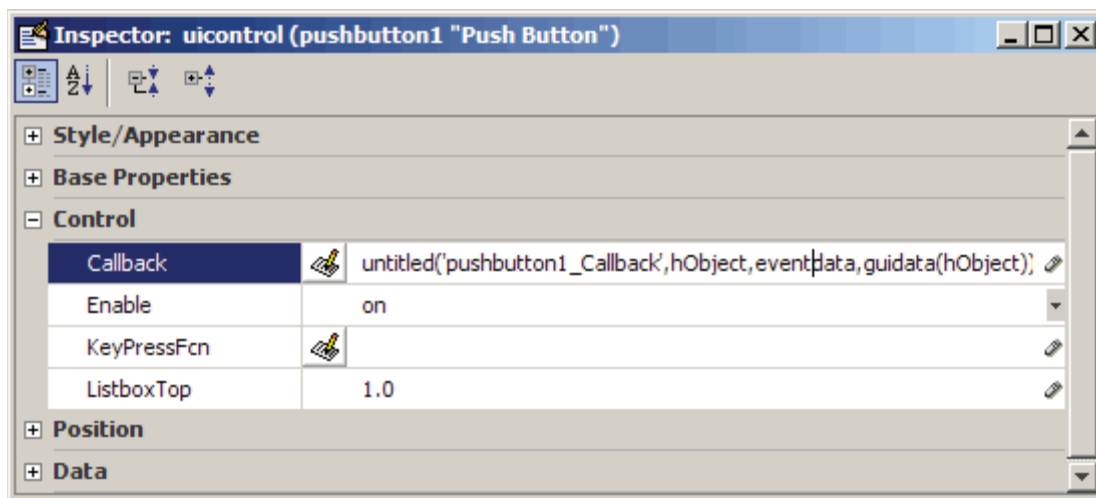 Inspector: uicontrol (pushbutton1 "Push Button")
Style/Appearance
Base Properties
Control
Callback untitled('pushbutton1_Callback',hObject,eventdata,guidata(hObject))
Enable on
KeyPressFcn
ListboxTop 1.0
Position
Data